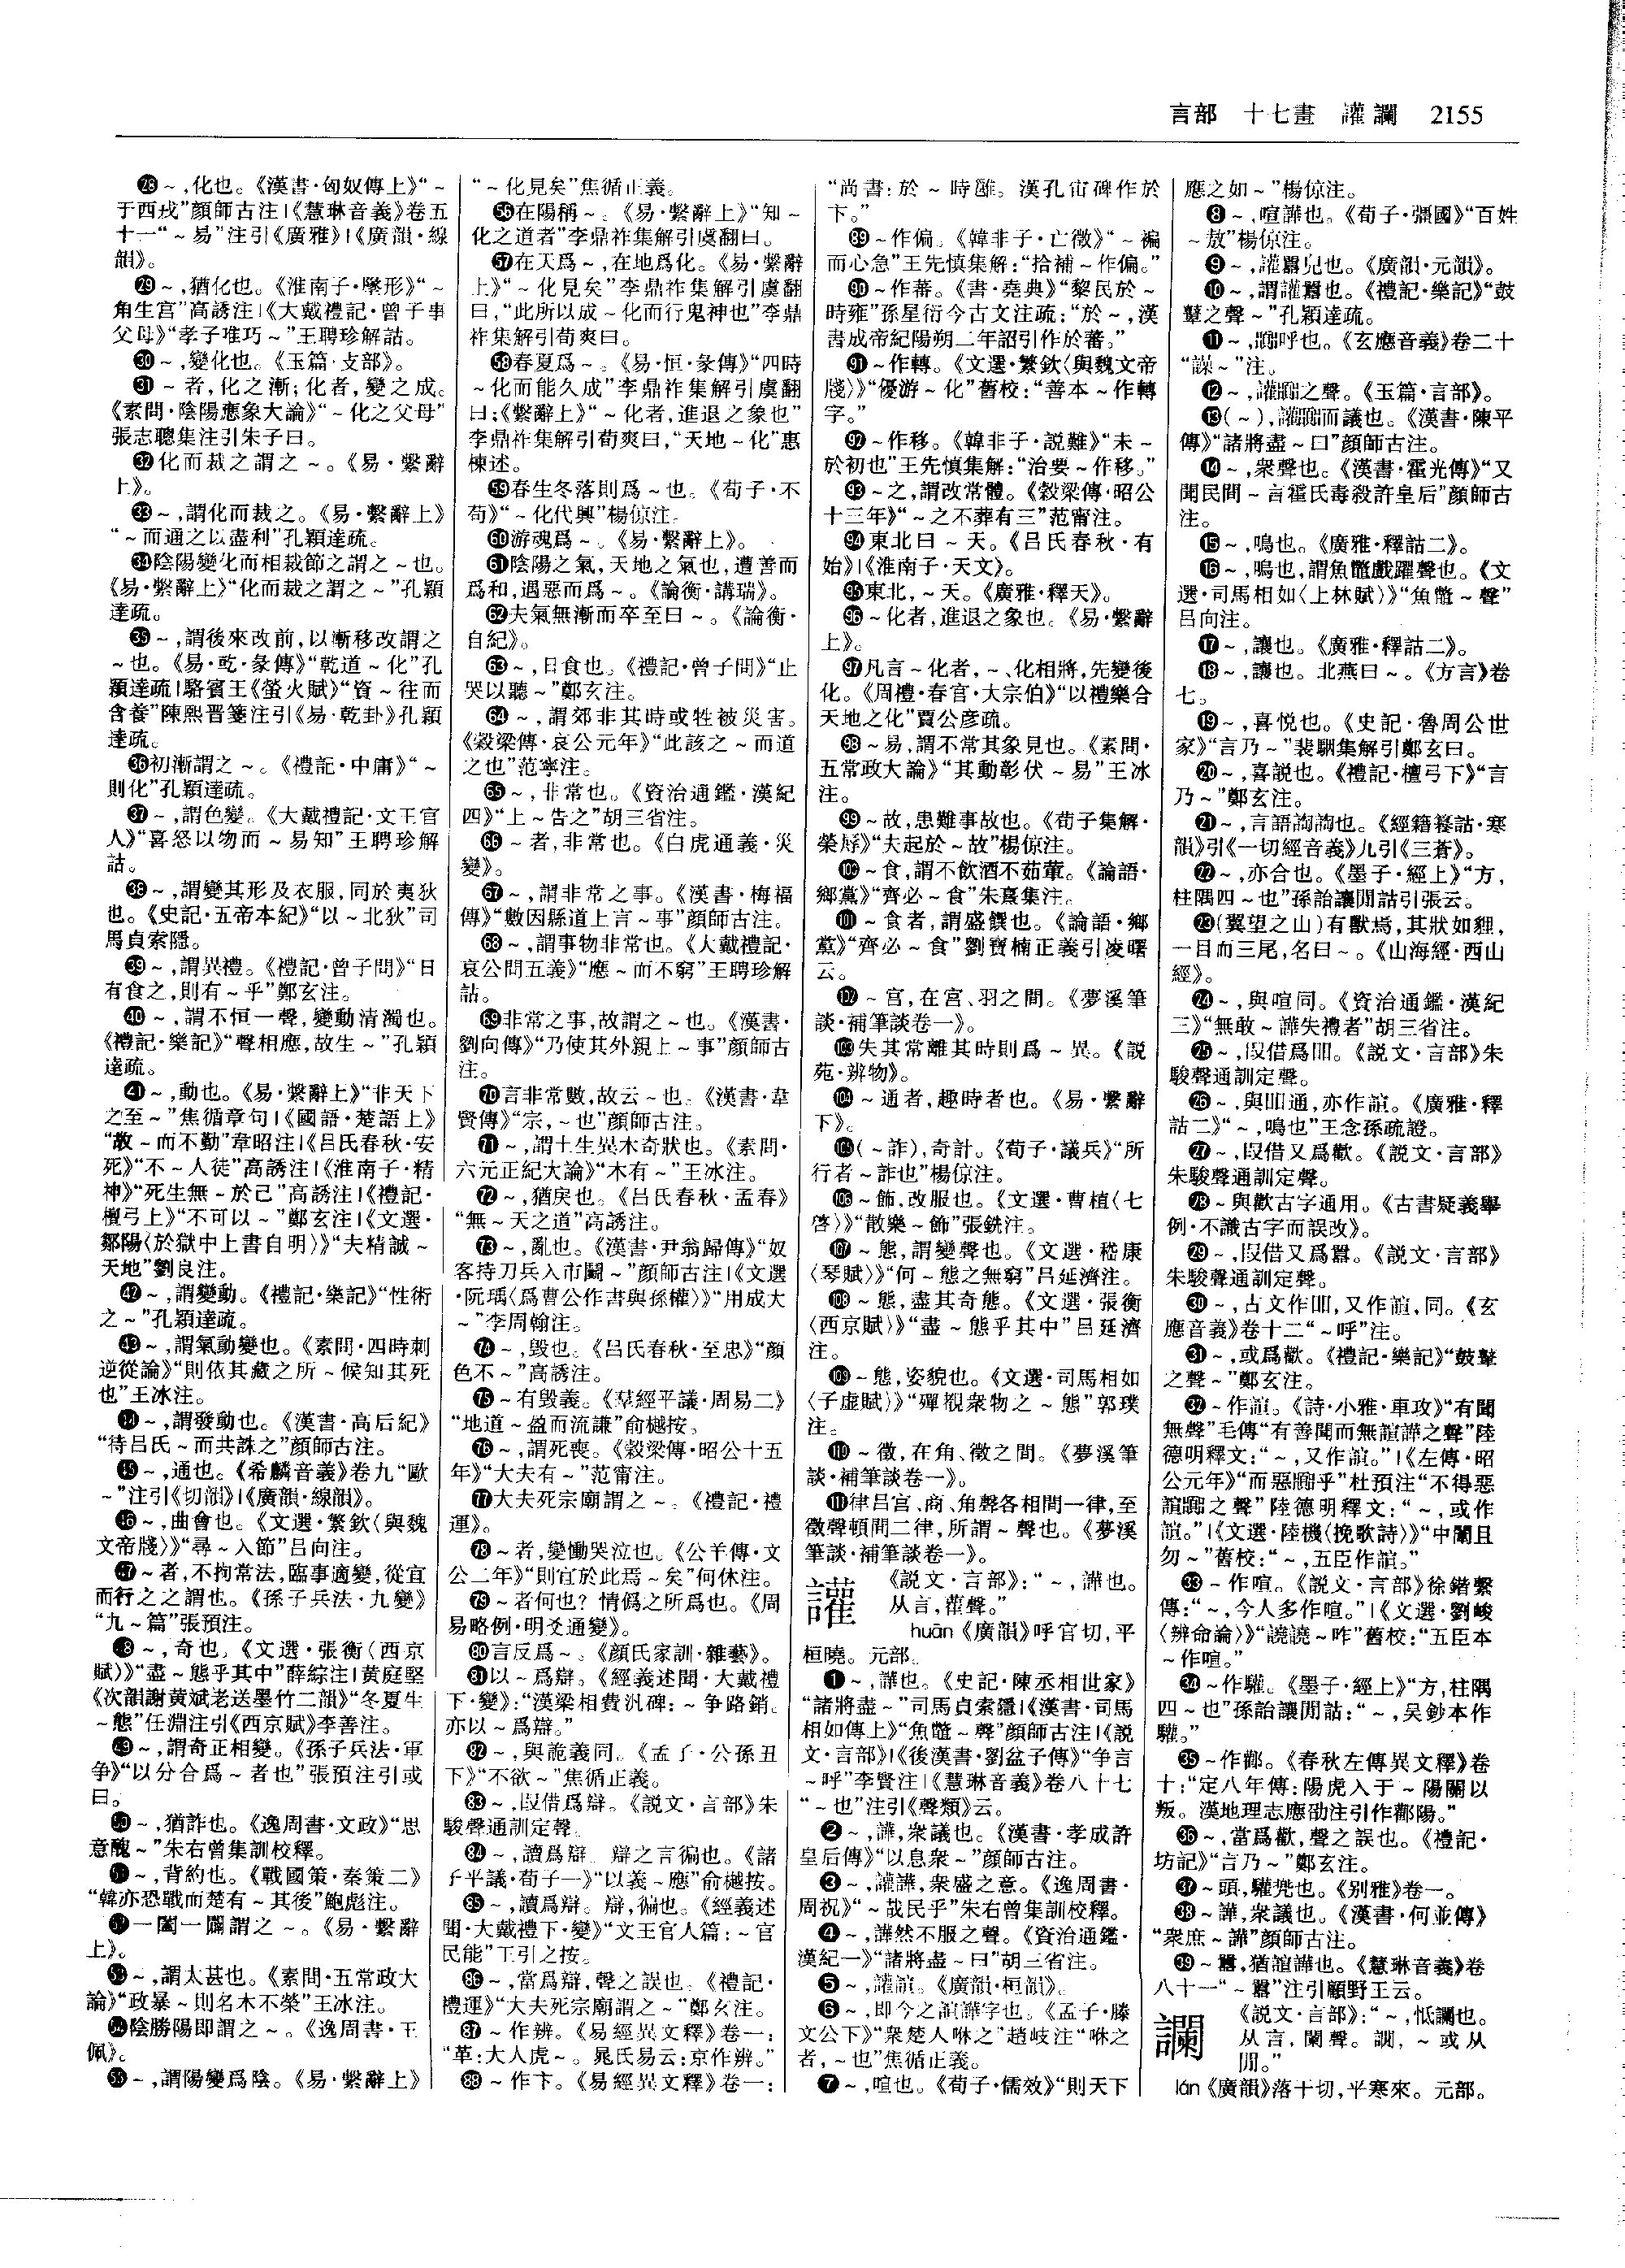 言部　十七畫　讙讕　2155
㉘～,化也。《漢書·匈奴傳上》“～
于西戎”顔師古注|《慧琳音義》卷五
十一“～易”注引《廣雅》|《廣韻·線
韻》。
㉙～,猶化也。《淮南子·墬形》“～
角生宫”高誘注|《大戴禮記·曾子事
父母》“孝子唯巧～”王聘珍解詁。
㉚～,變化也。《玉篇·攴部》。
㉛～者,化之漸;化者,變之成。
《素問·陰陽應象大論》“～化之父母”
張志聰集注引朱子曰。
㉜化而裁之謂之～。《易·繫辭
上》。
㉝～,謂化而裁之。《易·繫辭上》
“～而通之以盡利”孔穎達疏。
㉞陰陽變化而相裁節之謂之～也。
《易·繫辭上》“化而裁之謂之～”孔穎
達疏。
㉟～,謂後來改前,以漸移改謂之
～也。《易·乾·彖傳》“乾道～化”孔
穎達疏|駱賓王《螢火賦》“資～往而
含養”陳熙晋箋注引《易·乾卦》孔穎
達疏。
㊱初漸謂之～。《禮記·中庸》“～
則化”孔穎達疏。
㊲～,謂色變。《大戴禮記·文王官
人》“喜怒以物而～易知”王聘珍解
詁。
㊳～,謂變其形及衣服,同於夷狄
也。《史記·五帝本紀》“以～北狄”司
馬貞索隱。
㊴～,謂異禮。《禮記·曾子問》“日
有食之,則有～乎”鄭玄注。
㊵～,謂不恒一聲,變動清濁也。
《禮記·樂記》“聲相應,故生～”孔穎
達疏。
㊶～,動也。《易·繫辭上》“非天下
之至～”焦循章句|《國語·楚語上》
“故～而不勤”韋昭注|《吕氏春秋·安
死》“不～人徒”高誘注|《淮南子·精
神》“死生無～於己”高誘注|《禮記·
檀弓上》“不可以～”鄭玄注|《文選·
鄒陽〈於獄中上書自明〉》“夫精誠～
天地”劉良注。
㊷～,謂變動。《禮記·樂記》“性術
之～”孔穎達疏。
㊸～,謂氣動變也。《素問·四時刺
逆從論》“則依其藏之所～候知其死
也”王冰注。
㊹～,謂發動也。《漢書·高后紀》
“待吕氏～而共誅之”顔師古注。
㊺～,通也。《希麟音義》卷九“歐
～”注引《切韻》|《廣韻·線韻》。
㊻～,曲會也。《文選·繁欽〈與魏
文帝牋〉》“尋～入節”吕向注。
㊼～者,不拘常法,臨事適變,從宜
而行之之謂也。《孫子兵法·九變》
“九～篇”張預注。
㊽～,奇也。《文選·張衡〈西京
賦〉》“盡～態乎其中”薛綜注|黄庭堅
《次韻謝黄斌老送墨竹二韻》“冬夏生
～態”任淵注引《西京賦》李善注。
㊾～,謂奇正相變。《孫子兵法·軍
争》“以分合爲～者也”張預注引或
曰。
㊿～,猶詐也。《逸周書·文政》“思
意醜～”朱右曾集訓校釋。
51～,背約也。《戰國策·秦策二》
“韓亦恐戰而楚有～其後”鮑彪注。
52一闔一闢謂之～。《易·繫辭
上》。
53～,謂太甚也。《素問·五常政大
論》“政暴～則名木不榮”王冰注。
54陰勝陽即謂之～。《逸周書·王
佩》。
55～,謂陽變爲陰。《易·繫辭上》
“～化見矣”焦循正義。
56在陽稱～。《易·繫辭上》“知～
化之道者”李鼎祚集解引虞翻曰。
57在天爲～,在地爲化。《易·繫辭
上》“～化見矣”李鼎祚集解引虞翻
曰,“此所以成～化而行鬼神也”李鼎
祚集解引荀爽曰。
58春夏爲～。《易·恒·彖傳》“四時
～化而能久成”李鼎祚集解引虞翻
曰;《繫辭上》“～化者,進退之象也”
李鼎祚集解引荀爽曰,“天地～化”惠
棟述。
59春生冬落則爲～也。《荀子·不
苟》“～化代興”楊倞注。
60游魂爲～。《易·繫辭上》。
61陰陽之氣,天地之氣也,遭善而
爲和,遇惡而爲～。《論衡·講瑞》。
62夫氣無漸而卒至曰～。《論衡·
自紀》。
63～,日食也。《禮記·曾子問》“止
哭以聽～”鄭玄注。
64～,謂郊非其時或牲被災害。
《穀梁傳·哀公元年》“此該之～而道
之也”范寧注。
65～,非常也。《資治通鑑·漢紀
四》“上～告之”胡三省注。
66～者,非常也。《白虎通義·災
變》。
67～,謂非常之事。《漢書·梅福
傳》“數因縣道上言～事”顔師古注。
68～,謂事物非常也。《大戴禮記·
哀公問五義》“應～而不窮”王聘珍解
詁。
69非常之事,故謂之～也。《漢書·
劉向傳》“乃使其外親上～事”顔師古
注。
70言非常數,故云～也。《漢書·韋
賢傳》“宗,～也”顔師古注。
71～,謂土生異木奇狀也。《素問·
六元正紀大論》“木有～”王冰注。
72～,猶戾也。《吕氏春秋·孟春》
“無～天之道”高誘注。
73～,亂也。《漢書·尹翁歸傳》“奴
客持刀兵入市鬭～”顔師古注|《文選
·阮瑀〈爲曹公作書與孫權〉》“用成大
～”李周翰注。
74～,毁也。《吕氏春秋·至忠》“顔
色不～”高誘注。
75～有毁義。《羣經平議·周易二》
“地道～盈而流謙”俞樾按。
76～,謂死喪。《穀梁傳·昭公十五
年》“大夫有～”范甯注。
77大夫死宗廟謂之～。《禮記·禮
運》。
78～者,變慟哭泣也。《公羊傳·文
公二年》“則宜於此焉～矣”何休注。
79～者何也？情僞之所爲也。《周
易略例·明爻通變》。
80言反爲～。《顔氏家訓·雜藝》。
81以～爲辯。《經義述聞·大戴禮
下·變》:“漢梁相費汎碑:～争路銷。
亦以～爲辯。”
82～,與詭義同。《孟子·公孫丑
下》“不欲～”焦循正義。
83～,叚借爲辯。《説文·言部》朱
駿聲通訓定聲。
84～,讀爲辯。辯之言徧也。《諸
子平議·荀子一》“以義～應”俞樾按。
85～,讀爲辯。辯,徧也。《經義述
聞·大戴禮下·變》“文王官人篇:～官
民能”王引之按。
86～,當爲辯,聲之誤也。《禮記·
禮運》“大夫死宗廟謂之～”鄭玄注。
87～作辨。《易經異文釋》卷一:
“革:大人虎～。晁氏易云:京作辨。”
88～作卞。《易經異文釋》卷一:
“尚書:於～時雝。漢孔宙碑作於
卞。”
89～作偏。《韓非子·亡徵》“～褊
而心急”王先慎集解:“拾補～作偏。”
90～作蕃。《書·堯典》“黎民於～
時雍”孫星衍今古文注疏:“於～,漢
書成帝紀陽朔二年詔引作於蕃。”
91～作轉。《文選·繁欽〈與魏文帝
牋〉》“優游～化”舊校:“善本～作轉
字。”
92～作移。《韓非子·説難》“未～
於初也”王先慎集解:“治要～作移。”
93～之,謂改常體。《穀梁傳·昭公
十三年》“～之不葬有三”范甯注。
94東北曰～天。《吕氏春秋·有
始》|《淮南子·天文》。
95東北,～天。《廣雅·釋天》。
96～化者,進退之象也。《易·繫辭
上》。
97凡言～化者,～、化相將,先變後
化。《周禮·春官·大宗伯》“以禮樂合
天地之化”賈公彦疏。
98～易,謂不常其象見也。《素問·
五常政大論》“其動彰伏～易”王冰
注。
99～故,患難事故也。《荀子集解·
榮辱》“夫起於～故”楊倞注。
100～食,謂不飲酒不茹葷。《論語·
鄉黨》“齊必～食”朱熹集注。
101～食者,謂盛饌也。《論語·鄉
黨》“齊必～食”劉寶楠正義引凌曙
云。
102～宫,在宫、羽之間。《夢溪筆
談·補筆談卷一》。
103失其常離其時則爲～異。《説
苑·辨物》。
104～通者,趣時者也。《易·繫辭
下》。
105(～詐),奇計。《荀子·議兵》“所
行者～詐也”楊倞注。
106～飾,改服也。《文選·曹植〈七
啓〉》“散樂～飾”張銑注。
107～態,謂變聲也。《文選·嵇康
〈琴賦〉》“何～態之無窮”吕延濟注。
108～態,盡其奇態。《文選·張衡
〈西京賦〉》“盡～態乎其中”吕延濟
注。
109～態,姿貌也。《文選·司馬相如
〈子虚賦〉》“殫覩衆物之～態”郭璞
注。
110～徵,在角、徵之間。《夢溪筆
談·補筆談卷一》。
111律吕宫、商、角聲各相間一律,至
徵聲頓間二律,所謂～聲也。《夢溪
筆談·補筆談卷一》。
讙　《説文·言部》:“～,譁也。
从言,雚聲。”
huān《廣韻》呼官切,平
桓曉。元部。
❶～,譁也。《史記·陳丞相世家》
“諸將盡～”司馬貞索隱|《漢書·司馬
相如傳上》“魚鼈～聲”顔師古注|《説
文·言部》|《後漢書·劉盆子傳》“争言
～呼”李賢注|《慧琳音義》卷八十七
“～也”注引《聲類》云。
❷～,譁,衆議也。《漢書·孝成許
皇后傳》“以息衆～”顔師古注。
❸～,讙譁,衆盛之意。《逸周書·
周祝》“～哉民乎”朱右曾集訓校釋。
❹～,譁然不服之聲。《資治通鑑·
漢紀一》“諸將盡～曰”胡三省注。
❺～,讙諠。《廣韻·桓韻》。
❻～,即今之諠譁字也。《孟子·滕
文公下》“衆楚人咻之”趙岐注“咻之
者,～也”焦循正義。
❼～,喧也。《荀子·儒效》“則天下
應之如～”楊倞注。
❽～,喧譁也。《荀子·彊國》“百姓
～敖”楊倞注。
❾～,讙囂皃也。《廣韻·元韻》。
❿～,謂讙囂也。《禮記·樂記》“鼓
鼙之聲～”孔穎達疏。
⓫～,嘂呼也。《玄應音義》卷二十
“譟～”注。
⓬～,讙嘂之聲。《玉篇·言部》。
⓭(～),讙嘂而議也。《漢書·陳平
傳》“諸將盡～曰”顔師古注。
⓮～,衆聲也。《漢書·霍光傳》“又
聞民間～言霍氏毒殺許皇后”顔師古
注。
⓯～,鳴也。《廣雅·釋詁二》。
⓰～,鳴也,謂魚鼈戲躍聲也。《文
選·司馬相如〈上林賦〉》“魚鼈～聲”
吕向注。
⓱～,讓也。《廣雅·釋詁二》。
⓲～,讓也。北燕曰～。《方言》卷
七。
⓳～,喜悦也。《史記·魯周公世
家》“言乃～”裴駰集解引鄭玄曰。
⓴～,喜説也。《禮記·檀弓下》“言
乃～”鄭玄注。
㉑～,言語訩訩也。《經籍籑詁·寒
韻》引《一切經音義》九引《三蒼》。
㉒～,亦合也。《墨子·經上》“方,
柱隅四～也”孫詒讓閒詁引張云。
㉓(翼望之山)有獸焉,其狀如貍,
一目而三尾,名曰～。《山海經·西山
經》。
㉔～,與喧同。《資治通鑑·漢紀
三》“無敢～譁失禮者”胡三省注。
㉕～,叚借爲吅。《説文·言部》朱
駿聲通訓定聲。
㉖～,與吅通,亦作諠。《廣雅·釋
詁二》“～,鳴也”王念孫疏證。
㉗～,叚借又爲歡。《説文·言部》
朱駿聲通訓定聲。
㉘～與歡古字通用。《古書疑義舉
例·不識古字而誤改》。
㉙～,叚借又爲囂。《説文·言部》
朱駿聲通訓定聲。
㉚～,古文作吅,又作諠,同。《玄
應音義》卷十二“～呼”注。
㉛～,或爲歡。《禮記·樂記》“鼓鼙
之聲～”鄭玄注。
㉜～作諠。《詩·小雅·車攻》“有聞
無聲”毛傳“有善聞而無諠譁之聲”陸
德明釋文:“～,又作諠。”|《左傳·昭
公元年》“而惡嘂乎”杜預注“不得惡
諠嘂之聲”陸德明釋文:“～,或作
諠。”|《文選·陸機〈挽歌詩〉》“中闈且
勿～”舊校:“～,五臣作諠。”
㉝～作喧。《説文·言部》徐鍇繫
傳:“～,今人多作喧。”|《文選·劉峻
〈辨命論〉》“譊譊～咋”舊校:“五臣本
～作喧。”
㉞～作驩。《墨子·經上》“方,柱隅
四～也”孫詒讓閒詁:“～,吴鈔本作
驩。”
㉟～作酄。《春秋左傳異文釋》卷
十:“定八年傳:陽虎入于～陽關以
叛。漢地理志應劭注引作酄陽。”
㊱～,當爲歡,聲之誤也。《禮記·
坊記》“言乃～”鄭玄注。
㊲～頭,驩兜也。《别雅》卷一。
㊳～譁,衆議也。《漢書·何並傳》
“衆庶～譁”顔師古注。
㊴～囂,猶諠譁也。《慧琳音義》卷
八十一“～囂”注引顧野王云。
讕　《説文·言部》:“～,怟讕也。
从言,闌聲。譋,～或从
閒。”
lán《廣韻》落干切,平寒來。元部。